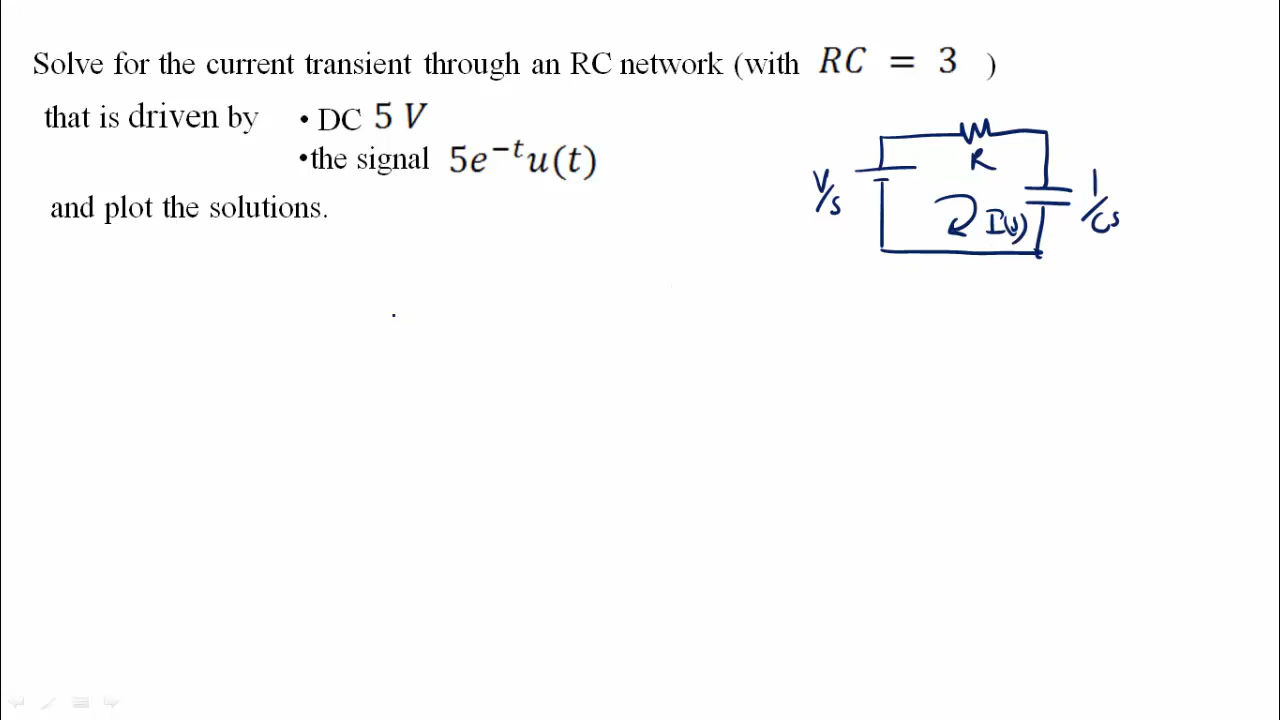 Solve for the current transient through an RC network (with RC = 3 )
that is driven by • DC 5 V
•the signal 5e^{-t}u(t)
and plot the solutions.
R
V/s
I(s)
1/Cs